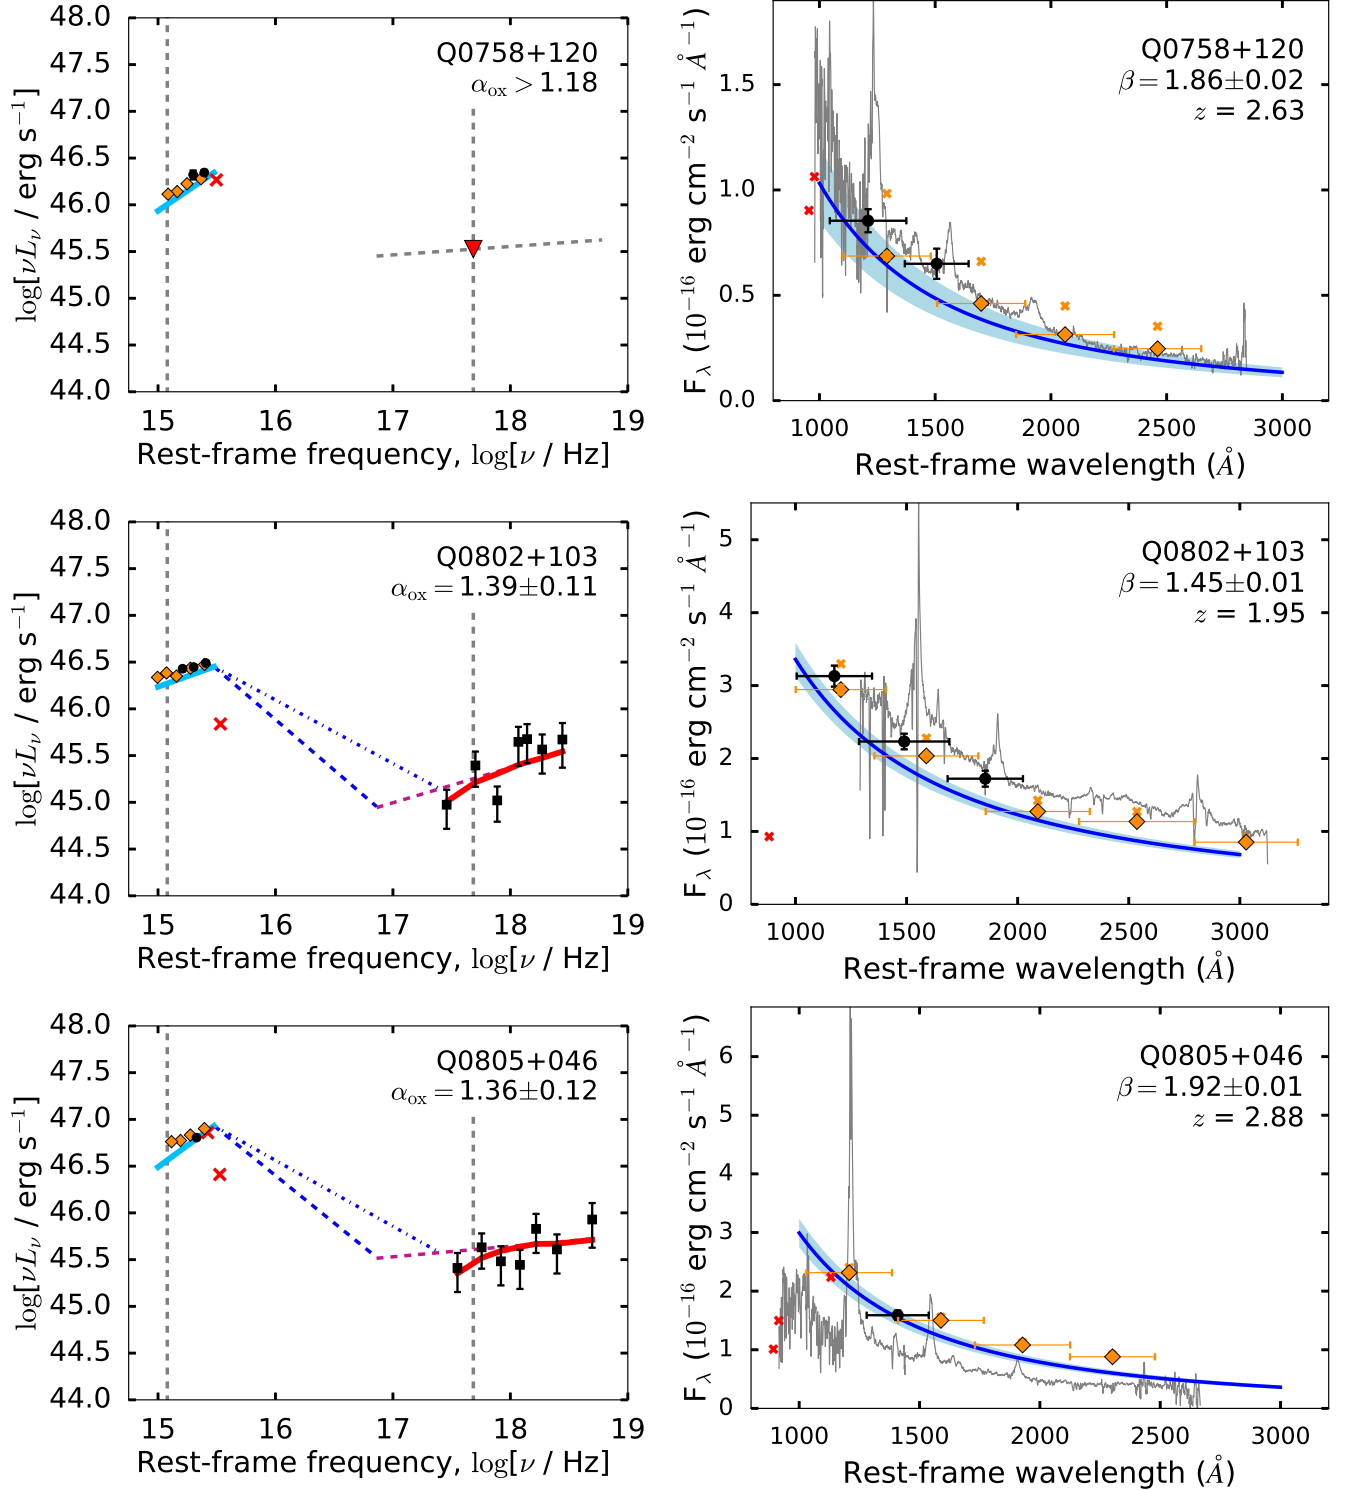 48.0
47.5
47.0
46.5
46.0
45.5
45.0
44.5
44.0
log[νLν / erg s⁻¹]
Q0758+120
αox > 1.18
15 16 17 18 19
Rest-frame frequency, log[ν / Hz]
1.5
1.0
0.5
0.0
Fλ (10⁻¹⁶ erg cm⁻² s⁻¹ Å⁻¹)
Q0758+120
β = 1.86±0.02
z = 2.63
1000 1500 2000 2500 3000
Rest-frame wavelength (Å)
48.0
47.5
47.0
46.5
46.0
45.5
45.0
44.5
44.0
log[νLν / erg s⁻¹]
Q0802+103
αox = 1.39±0.11
15 16 17 18 19
Rest-frame frequency, log[ν / Hz]
5
4
3
2
1
0
Fλ (10⁻¹⁶ erg cm⁻² s⁻¹ Å⁻¹)
Q0802+103
β = 1.45±0.01
z = 1.95
1000 1500 2000 2500 3000
Rest-frame wavelength (Å)
48.0
47.5
47.0
46.5
46.0
45.5
45.0
44.5
44.0
log[νLν / erg s⁻¹]
Q0805+046
αox = 1.36±0.12
15 16 17 18 19
Rest-frame frequency, log[ν / Hz]
6
5
4
3
2
1
0
Fλ (10⁻¹⁶ erg cm⁻² s⁻¹ Å⁻¹)
Q0805+046
β = 1.92±0.01
z = 2.88
1000 1500 2000 2500 3000
Rest-frame wavelength (Å)